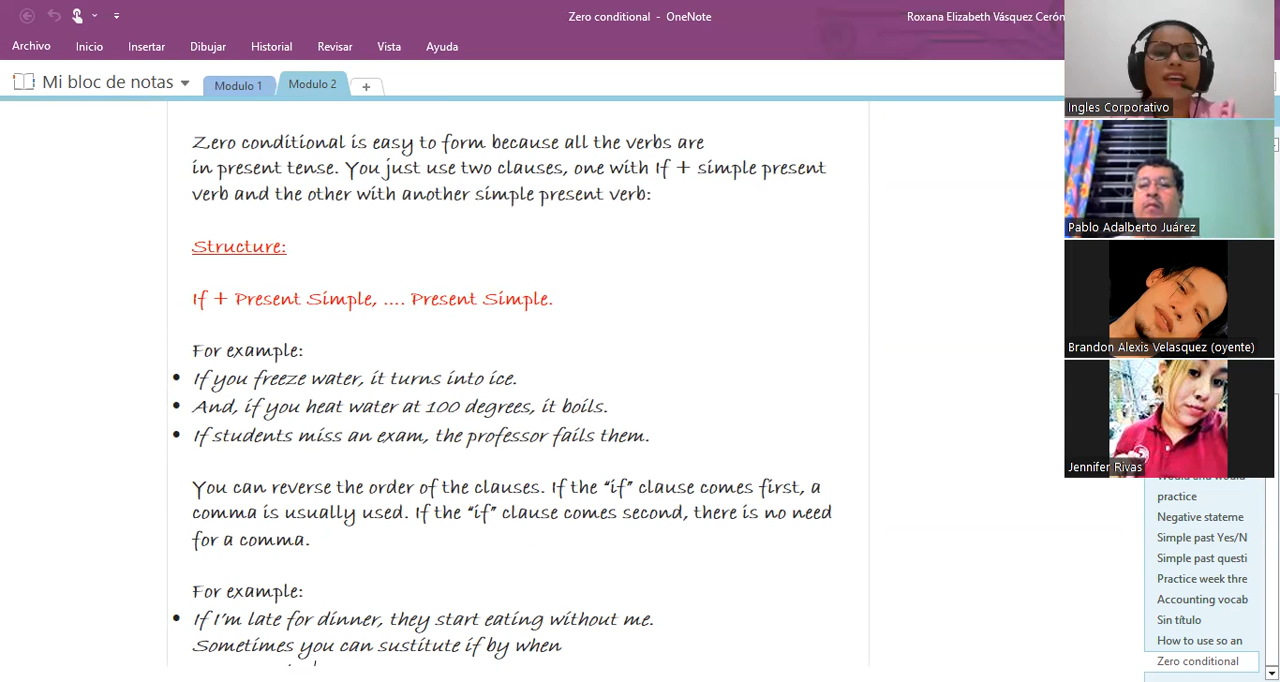 Zero conditional - OneNote
Roxana Elizabeth Vásquez Cerón
Archivo Inicio Insertar Dibujar Historial Revisar Vista Ayuda
Mi bloc de notas Modulo 1 Modulo 2 +
Zero conditional is easy to form because all the verbs are
in present tense. You just use two clauses, one with If + simple present
verb and the other with another simple present verb:
Structure:
If + Present Simple, .... Present Simple.
For example:
• If you freeze water, it turns into ice.
• And, if you heat water at 100 degrees, it boils.
• If students miss an exam, the professor fails them.
You can reverse the order of the clauses. If the “if” clause comes first, a
comma is usually used. If the “if” clause comes second, there is no need
for a comma.
For example:
• If I'm late for dinner, they start eating without me.
Sometimes you can sustitute if by when
Ingles Corporativo
Pablo Adalberto Juárez
Brandon Alexis Velasquez (oyente)
Jennifer Rivas
practice
Negative stateme
Simple past Yes/N
Simple past questi
Practice week thre
Accounting vocab
Sin título
How to use so an
Zero conditional